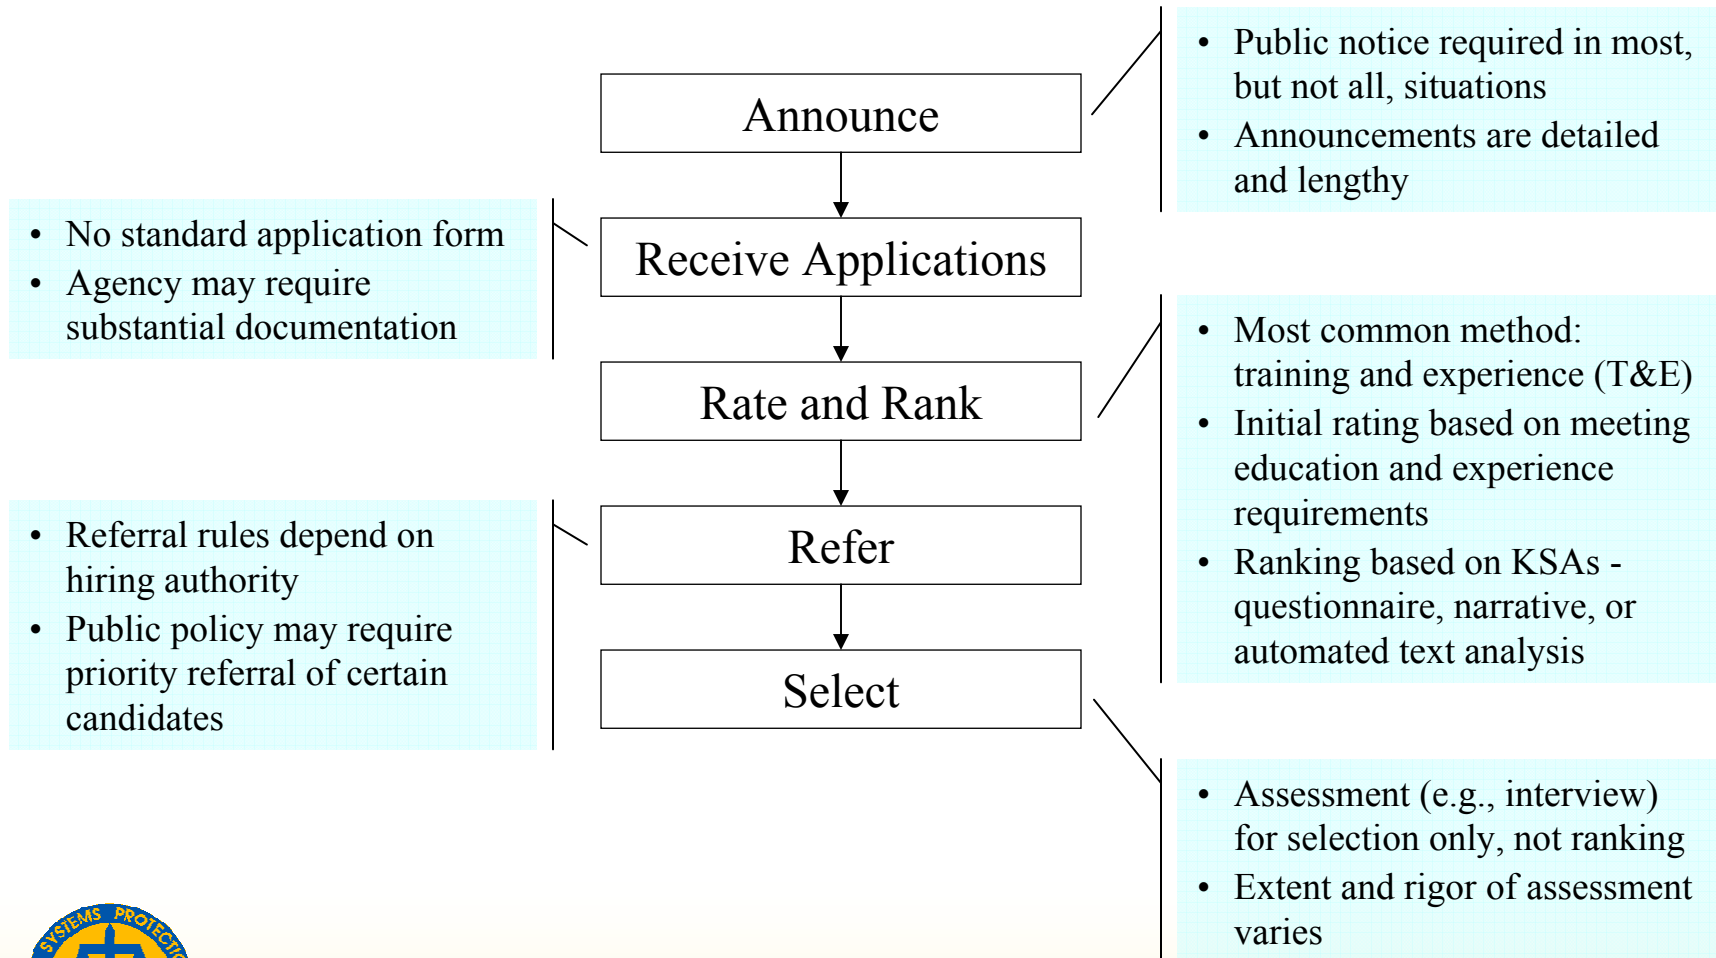 Announce
• Public notice required in most,
but not all, situations
• Announcements are detailed
and lengthy
• No standard application form
• Agency may require
substantial documentation
Receive Applications
Rate and Rank
• Most common method:
training and experience (T&E)
• Initial rating based on meeting
education and experience
requirements
• Ranking based on KSAs -
questionnaire, narrative, or
automated text analysis
• Referral rules depend on
hiring authority
• Public policy may require
priority referral of certain
candidates
Refer
Select
• Assessment (e.g., interview)
for selection only, not ranking
• Extent and rigor of assessment
varies
SYSTEMS